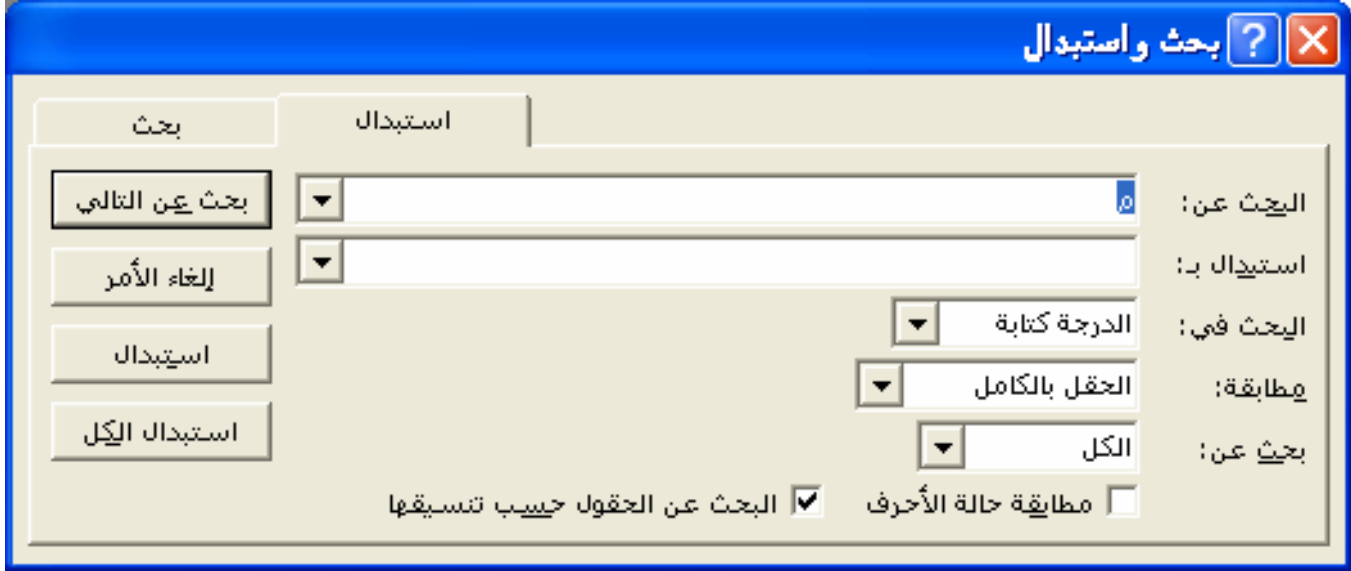 بحث واستبدال
استبدال
بحث
البحث عن:
م
بحث عن التالي
استبدال بـ:
إلغاء الأمر
البحث في:
الدرجة كتابة
استبدال
مطابقة:
الحقل بالكامل
استبدال الكل
بحث عن:
الكل
مطابقة حالة الأحرف
البحث عن الحقول حسب تنسيقها